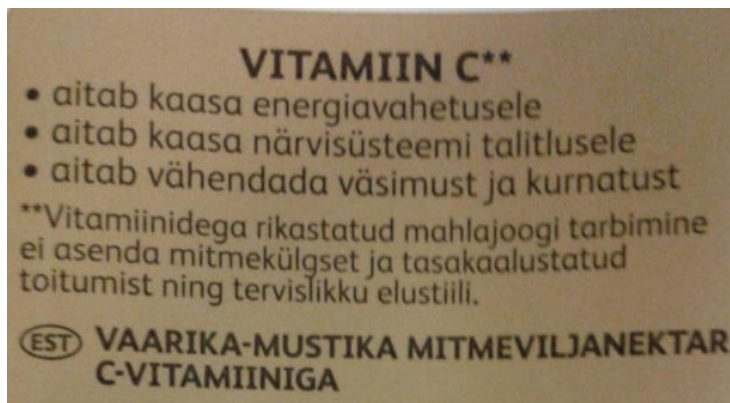 VITAMIIN C**
• aitab kaasa energiavahetusele
• aitab kaasa närvisüsteemi talitlusele
• aitab vähendada väsimust ja kurnatust
**Vitamiinidega rikastatud mahlajoogi tarbimine
ei asenda mitmekülgset ja tasakaalustatud
toitumist ning tervislikku elustiili.
EST VAARIKA-MUSTIKA MITMEVILJANEKTAR
C-VITAMIINIGA